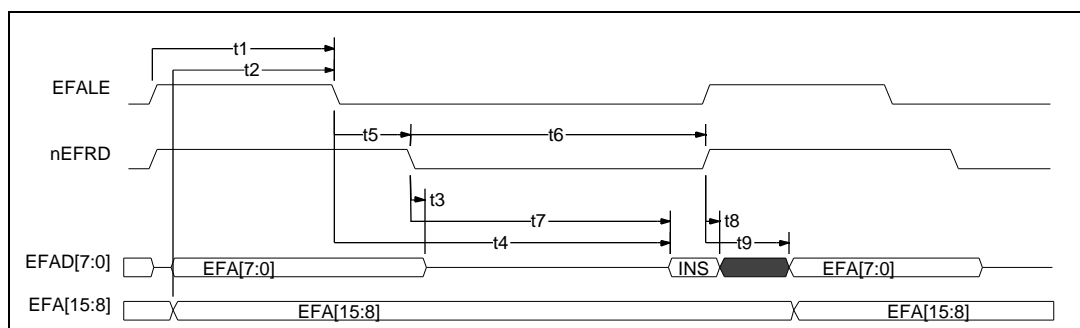 t1
t2
EFALE
t5
t6
nEFRD
t3
t7
t8
t4
t9
EFAD[7:0]
EFA[7:0]
INS
EFA[7:0]
EFA[15:8]
EFA[15:8]
EFA[15:8]